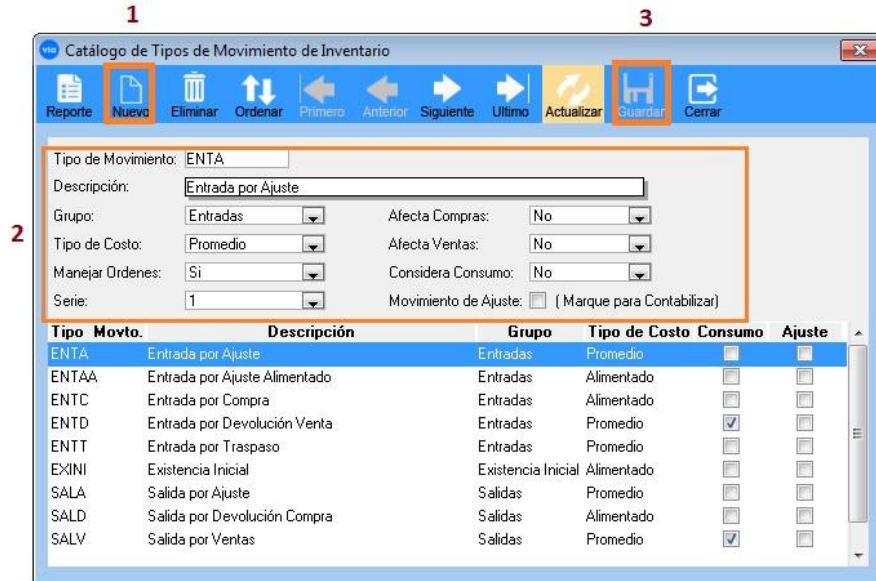 1 3
via Catálogo de Tipos de Movimiento de Inventario
Reporte Nuevo Eliminar Ordenar Primero Anterior Siguiente Ultimo Actualizar Guardar Cerrar
Tipo de Movimiento: ENTA
Descripción: Entrada por Ajuste
Grupo: Entradas Afecta Compras: No
2
Tipo de Costo: Promedio Afecta Ventas: No
Manejar Ordenes: Si Considera Consumo: No
Serie: 1 Movimiento de Ajuste: ( Marque para Contabilizar)
Tipo Movto. Descripción Grupo Tipo de Costo Consumo Ajuste
ENTA Entrada por Ajuste Entradas Promedio
ENTAA Entrada por Ajuste Alimentado Entradas Alimentado
ENTC Entrada por Compra Entradas Alimentado
ENTD Entrada por Devolución Venta Entradas Promedio
ENTT Entrada por Traspaso Entradas Promedio
EXINI Existencia Inicial Existencia Inicial Alimentado
SALA Salida por Ajuste Salidas Promedio
SALD Salida por Devolución Compra Salidas Alimentado
SALV Salida por Ventas Salidas Promedio